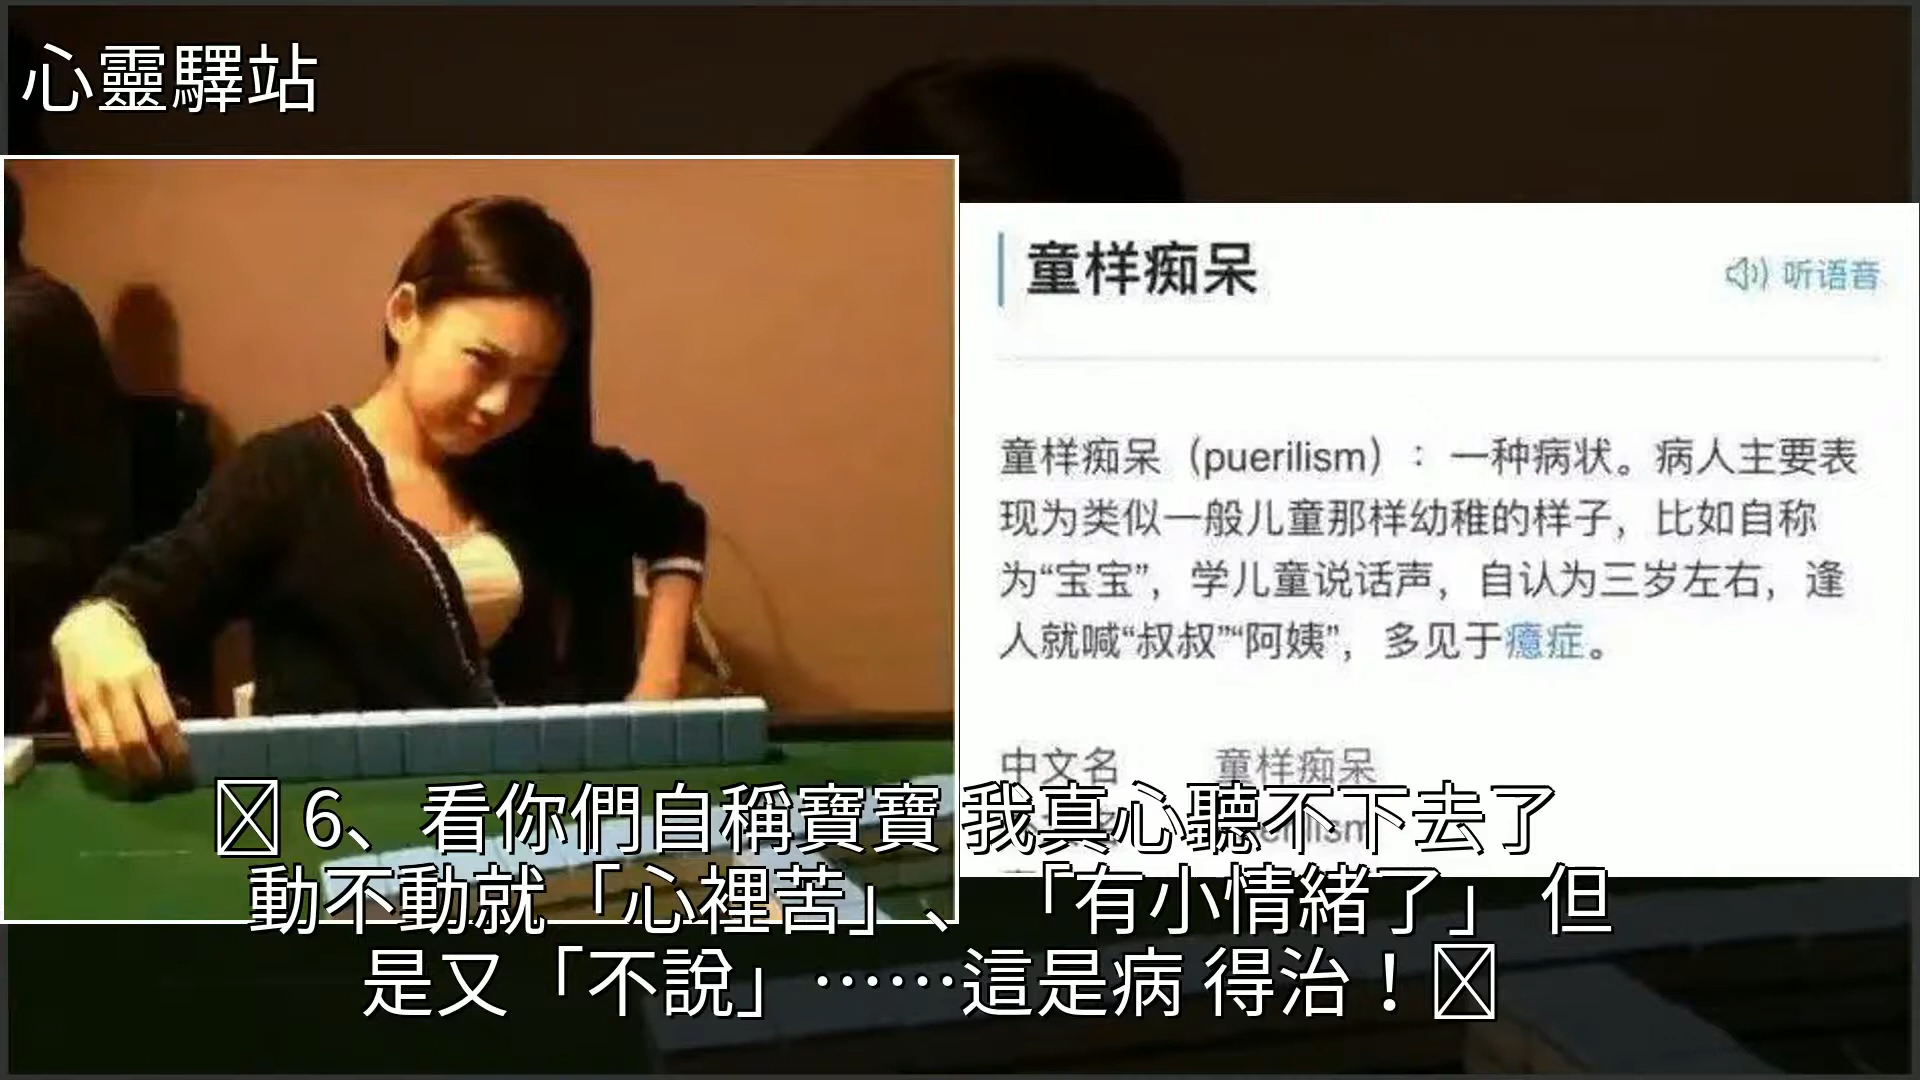 心靈驛站
童样痴呆
听语音
童样痴呆（puerilism）：一种病状。病人主要表
现为类似一般儿童那样幼稚的样子，比如自称
为“宝宝”，学儿童说话声，自认为三岁左右，逢
人就喊“叔叔”“阿姨”，多见于癔症。
中文名 童样痴呆
6、看你們自稱寶寶 我真心聽不下去了
動不動就「心裡苦」、「有小情緒了」 但
是又「不說」……這是病 得治！